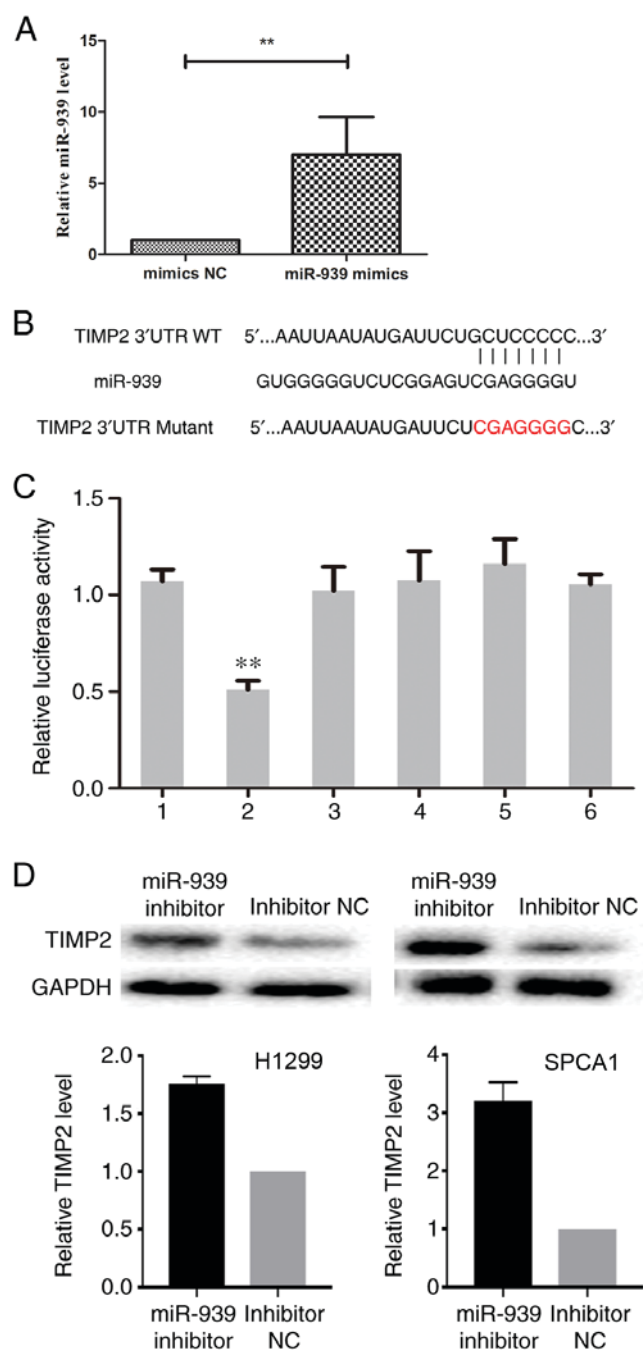 A
Relative miR-939 level
15
10
5
0
**
mimics NC
miR-939 mimics
B
TIMP2 3′UTR WT 5′...AAUUAAUAUGAUUCUGCUCCCCC...3′
miR-939 GUGGGGGUCUCGGAGUCGAGGGGU
TIMP2 3′UTR Mutant 5′...AAUUAAUAUGAUUCUCGAGGGGC...3′
C
Relative luciferase activity
1.5
1.0
0.5
0.0
**
1 2 3 4 5 6
D
miR-939 inhibitor Inhibitor NC
miR-939 inhibitor Inhibitor NC
TIMP2
GAPDH
H1299
Relative TIMP2 level
2.0
1.5
1.0
0.5
0.0
miR-939 inhibitor
Inhibitor NC
SPCA1
Relative TIMP2 level
4
3
2
1
0
miR-939 inhibitor
Inhibitor NC